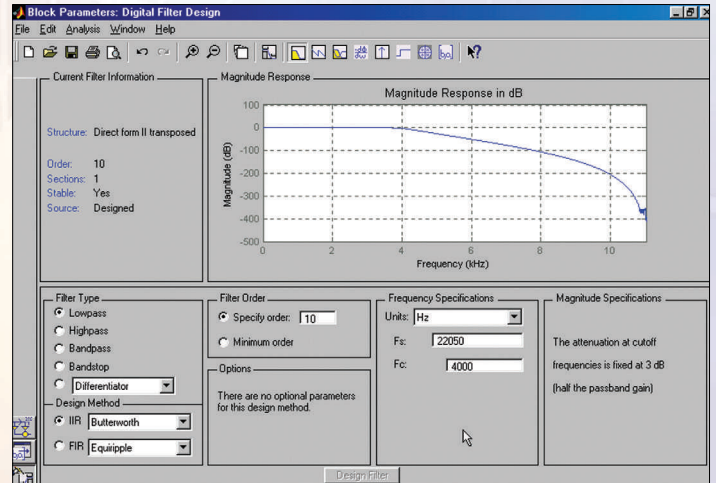 Block Parameters: Digital Filter Design
File Edit Analysis Window Help
Current Filter Information
Structure: Direct form II transposed
Order: 10
Sections: 1
Stable: Yes
Source: Designed
Magnitude Response
Magnitude Response in dB
Magnitude (dB)
100
0
-100
-200
-300
-400
-500
0 2 4 6 8 10
Frequency (kHz)
Filter Type
Lowpass
Highpass
Bandpass
Bandstop
Differentiator
Design Method
IIR Butterworth
FIR Equiripple
Filter Order
Specify order: 10
Minimum order
Options
There are no optional parameters
for this design method.
Frequency Specifications
Units: Hz
Fs: 22050
Fc: 4000
Magnitude Specifications
The attenuation at cutoff
frequencies is fixed at 3 dB
(half the passband gain)
Design Filter